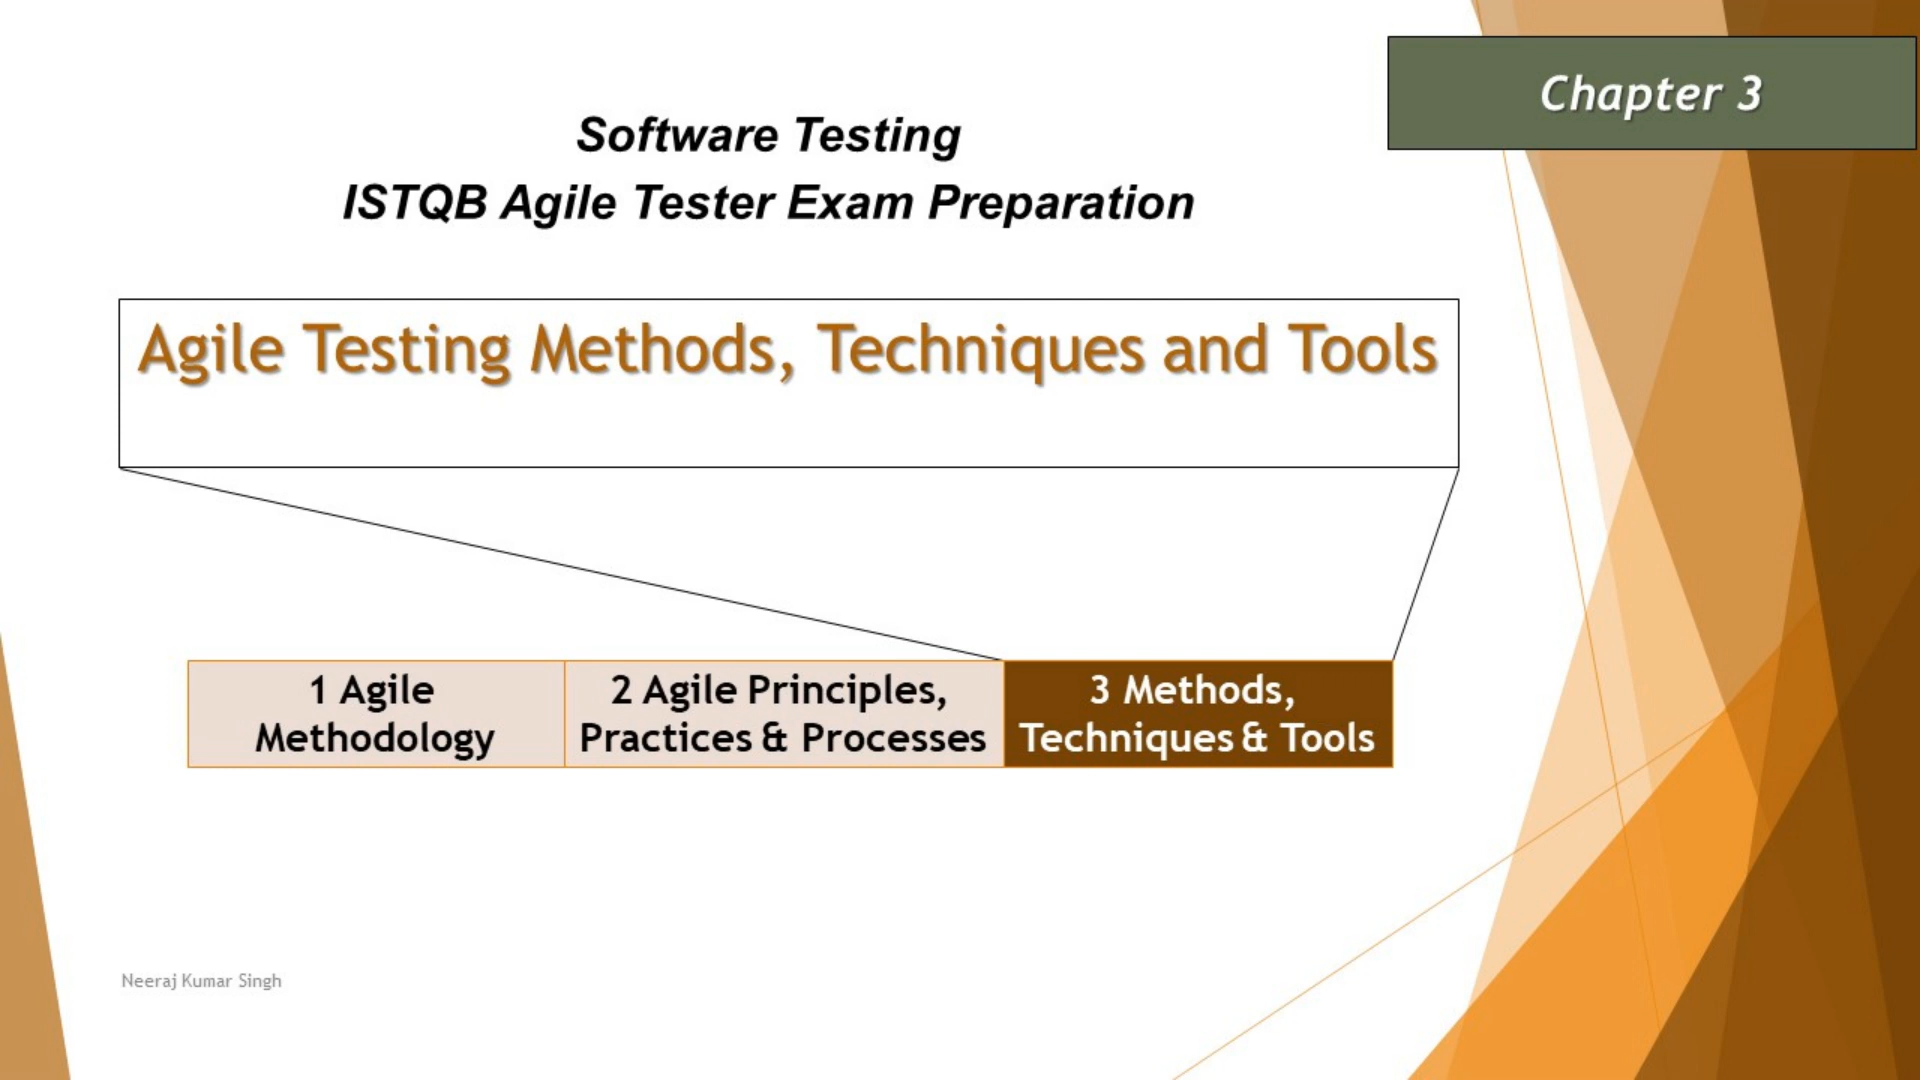 Chapter 3
Software Testing
ISTQB Agile Tester Exam Preparation
Agile Testing Methods, Techniques and Tools
1 Agile
Methodology
2 Agile Principles,
Practices & Processes
3 Methods,
Techniques & Tools
Neeraj Kumar Singh